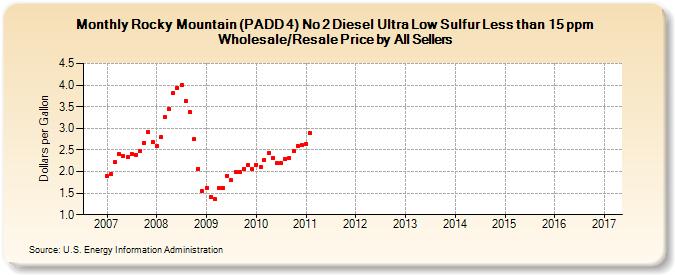 Monthly Rocky Mountain (PADD 4) No 2 Diesel Ultra Low Sulfur Less than 15 ppm
Wholesale/Resale Price by All Sellers
Dollars per Gallon
4.5
4.0
3.5
3.0
2.5
2.0
1.5
1.0
2007 2008 2009 2010 2011 2012 2013 2014 2015 2016 2017
Source: U.S. Energy Information Administration